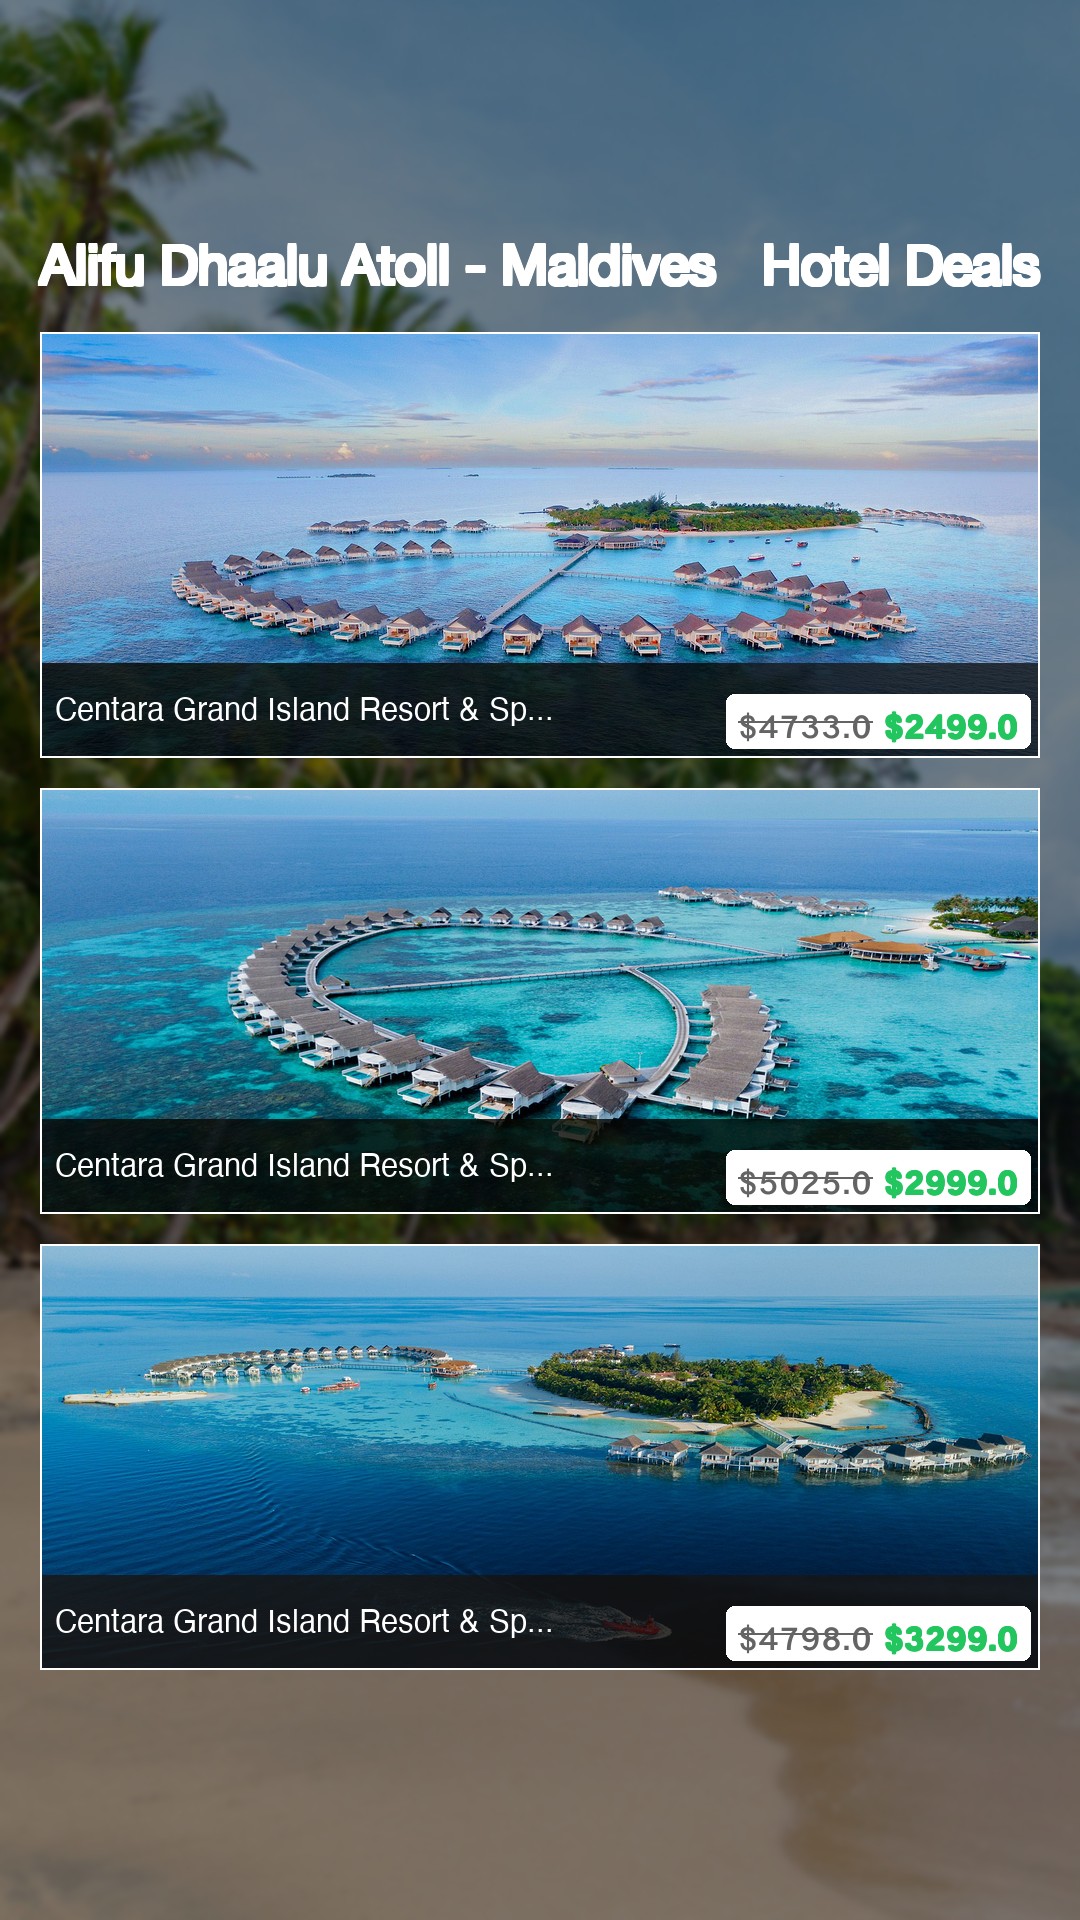 Alifu Dhaalu Atoll - Maldives Hotel Deals
Centara Grand Island Resort & Sp...
$4733.0 $2499.0
Centara Grand Island Resort & Sp...
$5025.0 $2999.0
Centara Grand Island Resort & Sp...
$4798.0 $3299.0